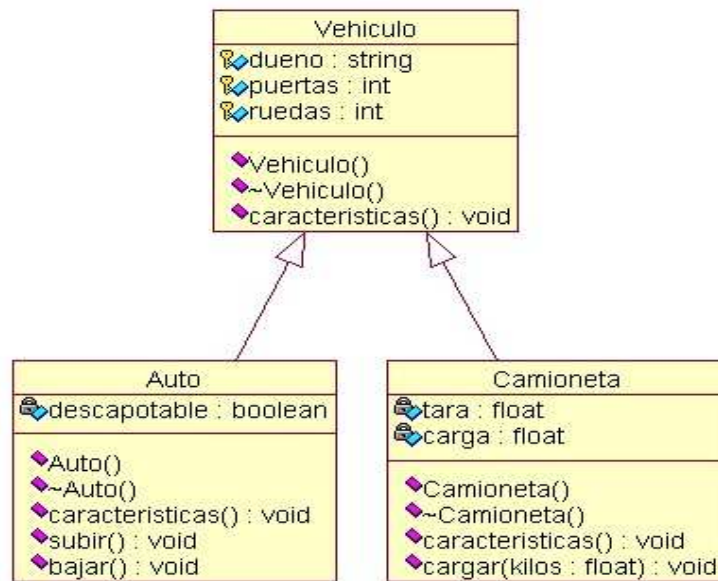 Vehiculo
dueno : string
puertas : int
ruedas : int
Vehiculo()
~Vehiculo()
caracteristicas() : void
Auto
descapotable : boolean
Auto()
~Auto()
caracteristicas() : void
subir() : void
bajar() : void
Camioneta
tara : float
carga : float
Camioneta()
~Camioneta()
caracteristicas() : void
cargar(kilos : float) : void